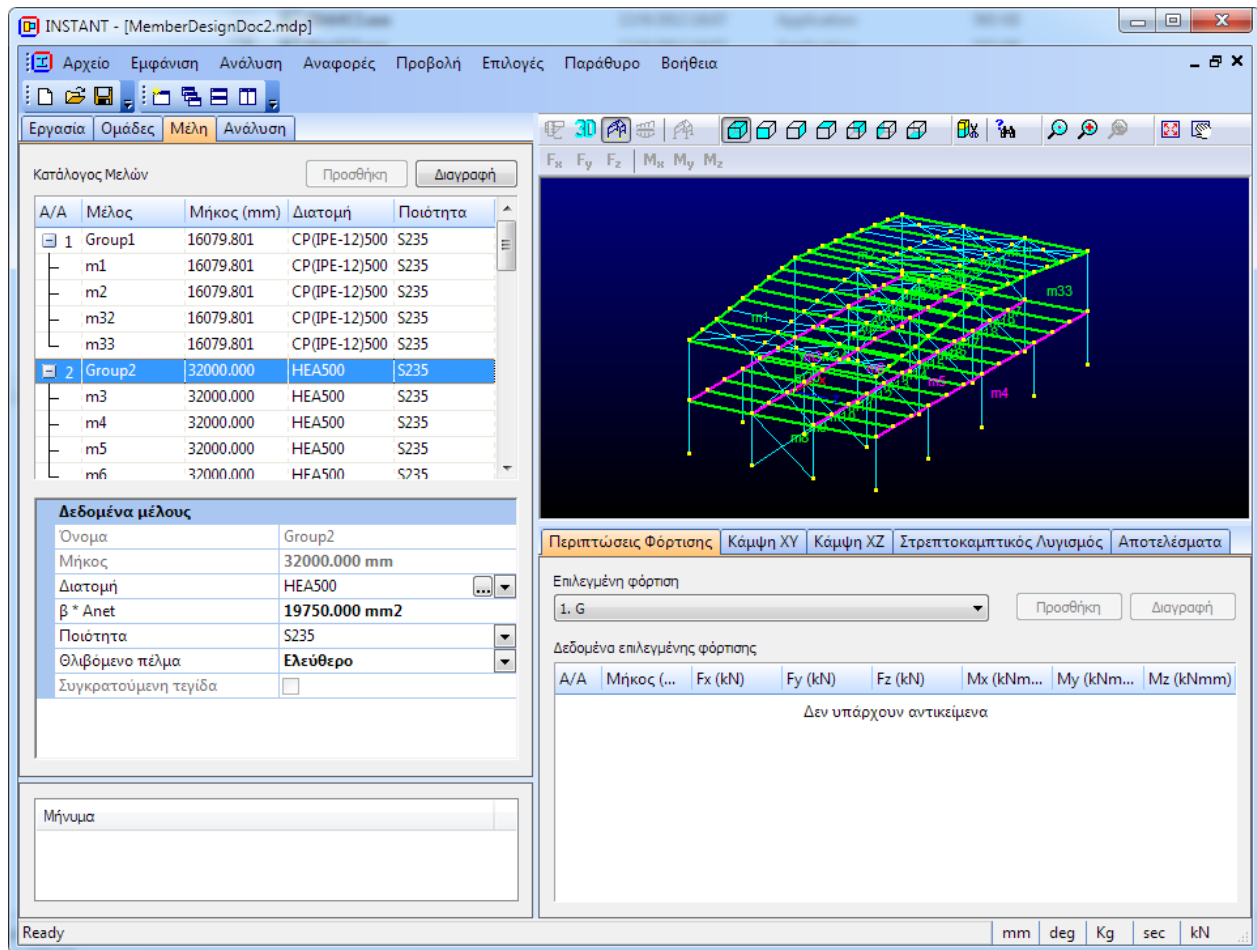 INSTANT - [MemberDesignDoc2.mdp]
Αρχείο Εμφάνιση Ανάλυση Αναφορές Προβολή Επιλογές Παράθυρο Βοήθεια
Εργασία Ομάδες Μέλη Ανάλυση
Κατάλογος Μελών Προσθήκη Διαγραφή
Α/Α Μέλος Μήκος (mm) Διατομή Ποιότητα
1 Group1 16079.801 CP(IPE-12)500 S235
m1 16079.801 CP(IPE-12)500 S235
m2 16079.801 CP(IPE-12)500 S235
m32 16079.801 CP(IPE-12)500 S235
m33 16079.801 CP(IPE-12)500 S235
2 Group2 32000.000 HEA500 S235
m3 32000.000 HEA500 S235
m4 32000.000 HEA500 S235
m5 32000.000 HEA500 S235
m6 32000.000 HEA500 S235
Δεδομένα μέλους
Όνομα Group2
Μήκος 32000.000 mm
Διατομή HEA500 ...
β * Anet 19750.000 mm2
Ποιότητα S235
Θλιβόμενο πέλμα Ελεύθερο
Συγκρατούμενη τεγίδα
Μήνυμα
3D
Fx Fy Fz Mx My Mz
m33
m1
m5
m4
Περιπτώσεις Φόρτισης Κάμψη XY Κάμψη XZ Στρεπτοκαμπτικός Λυγισμός Αποτελέσματα
Επιλεγμένη φόρτιση
1. G Προσθήκη Διαγραφή
Δεδομένα επιλεγμένης φόρτισης
Α/Α Μήκος (... Fx (kN) Fy (kN) Fz (kN) Mx (kNm... My (kNm... Mz (kNmm)
Δεν υπάρχουν αντικείμενα
Ready mm deg Kg sec kN